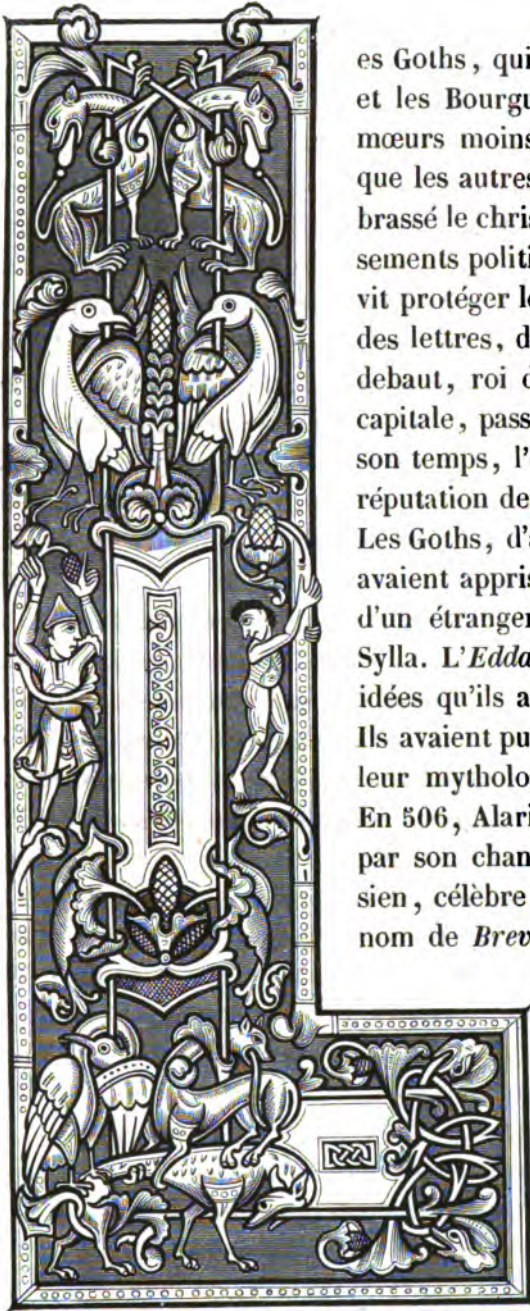 es Goths, qui
et les Bourgu
mœurs moins
que les autres
brassé le chris
sements politi
vit protéger le
des lettres, d
debaut, roi d
capitale, pass
son temps, l'
réputation de
Les Goths, d'a
avaient appris
d'un étranger
Sylla. L'Edda
idées qu'ils a
Ils avaient pu
leur mytholo
En 506, Alari
par son chan
sien, célèbre
nom de Brev